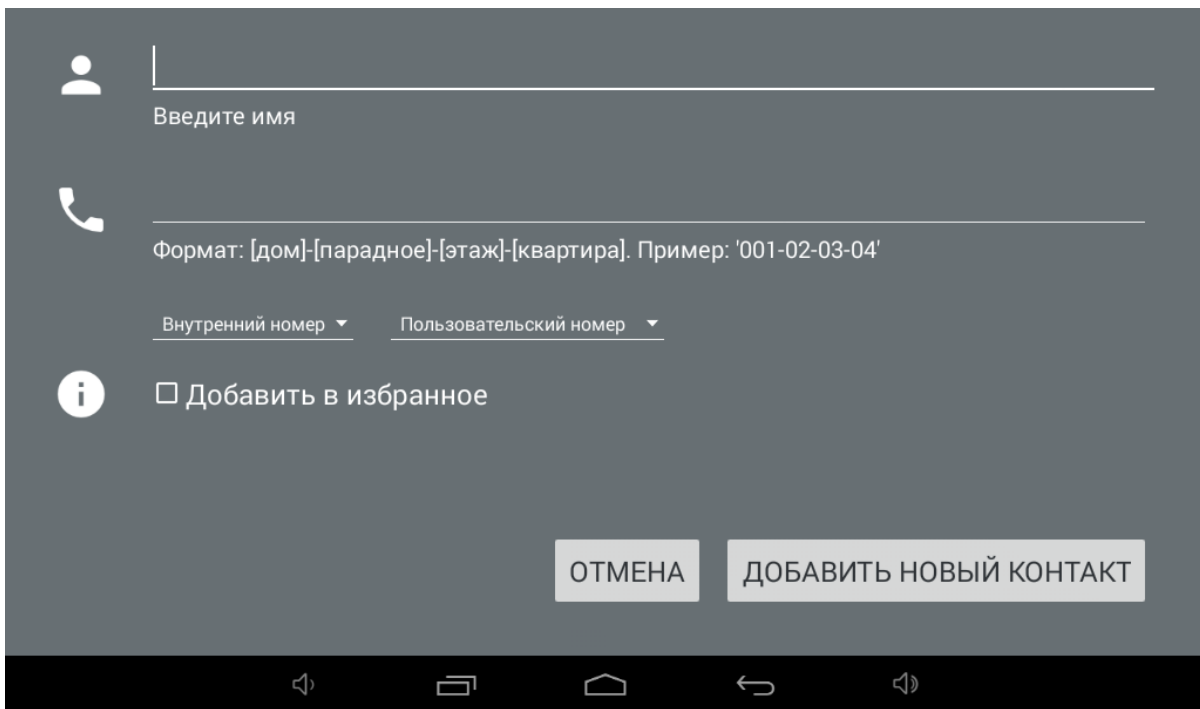 Введите имя
Формат: [дом]-[парадное]-[этаж]-[квартира]. Пример: '001-02-03-04'
Внутренний номер Пользовательский номер
Добавить в избранное
ОТМЕНА ДОБАВИТЬ НОВЫЙ КОНТАКТ